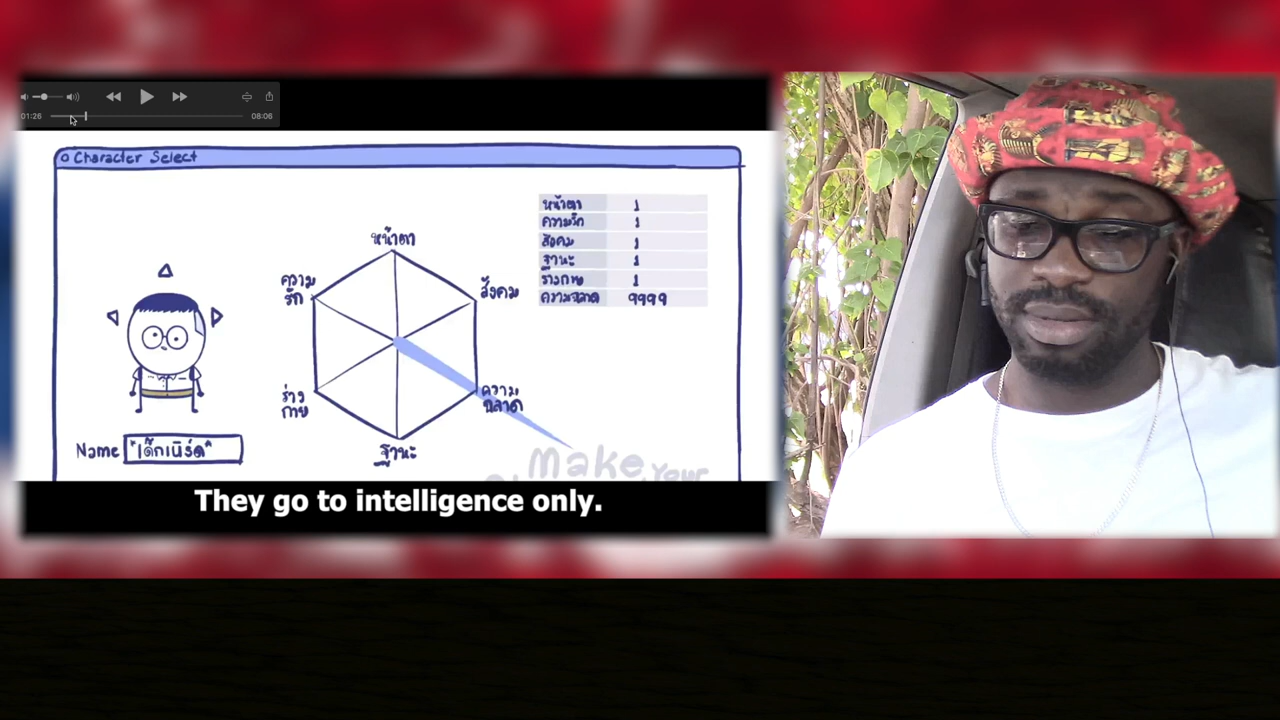 01:26
08:06
Character Select
หน้าตา 1
ความรัก 1
สังคม 1
ฐานะ 1
ร่างกาย 1
ความฉลาด 9999
หน้าตา
ความ
รัก
สังคม
ร่าง
กาย
ความ
ฉลาด
ฐานะ
Name "เด็กเนิร์ด"
Make Your
They go to intelligence only.